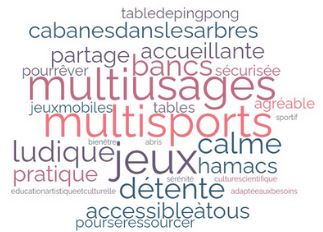 tabledepingpong
cabanesdanslesarbres
partage accueillante
pourrêver bancs sécurisée
multiusages
jeuxmobiles tables agréable
multisports sportif
bienêtre abris calme
ludique jeux
sérénité culturescientifique
pratique hamacs
educationartistiqueetculturelle détente adapteeauxbesoins
accessibleàtous
pourseressourcer